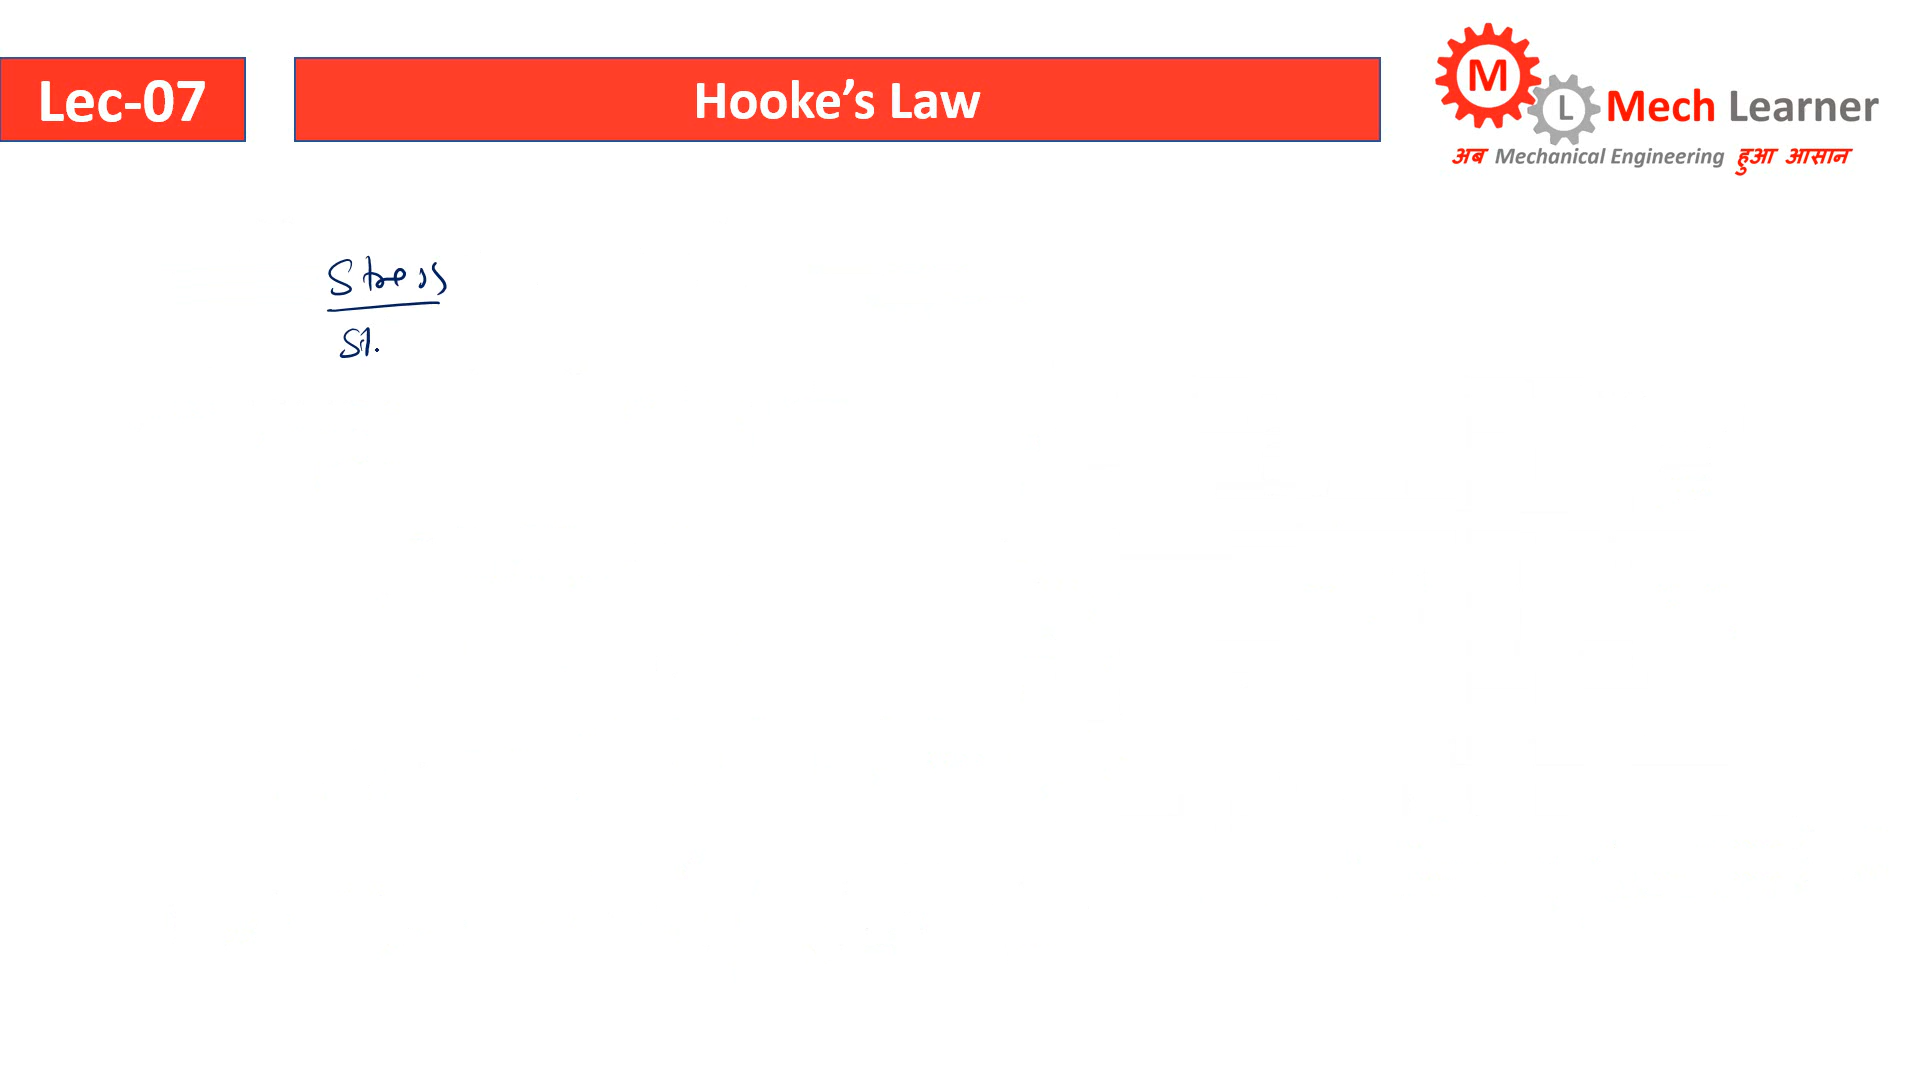 Lec-07
Hooke's Law
M
L
Mech Learner
अब Mechanical Engineering हुआ आसान
Stress
St.